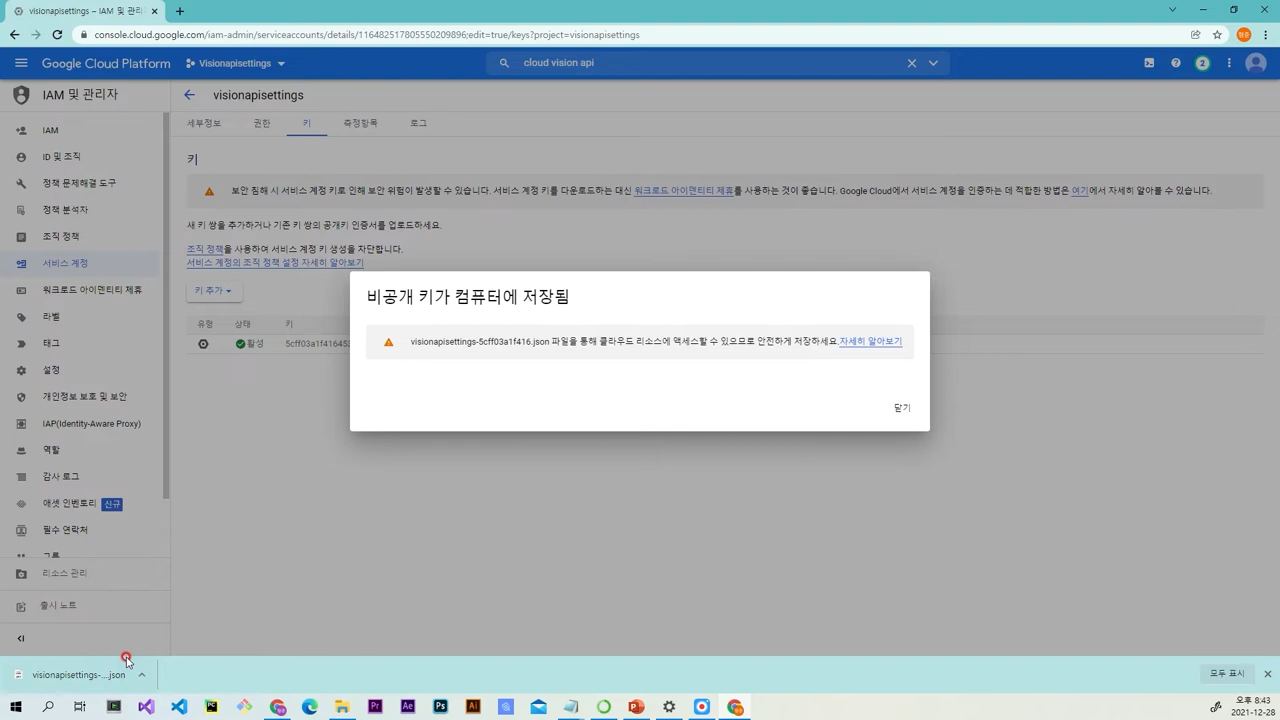 visionapisettings – IAM 및 관리자
console.cloud.google.com/iam-admin/serviceaccounts/details/116482517805550209896;edit=true/keys?project=visionapisettings
Google Cloud Platform
Visionapisettings
cloud vision api
2
IAM 및 관리자
visionapisettings
세부정보
권한
키
측정항목
로그
IAM
ID 및 조직
정책 문제해결 도구
정책 분석자
조직 정책
서비스 계정
워크로드 아이덴티티 제휴
라벨
태그
설정
개인정보 보호 및 보안
IAP(Identity-Aware Proxy)
역할
감사 로그
애셋 인벤토리 신규
필수 연락처
그룹
리소스 관리
출시 노트
키
보안 침해 시 서비스 계정 키로 인해 보안 위험이 발생할 수 있습니다. 서비스 계정 키를 다운로드하는 대신 워크로드 아이덴티티 제휴를 사용하는 것이 좋습니다. Google Cloud에서 서비스 계정을 인증하는 데 적합한 방법은 여기에서 자세히 알아볼 수 있습니다.
새 키 쌍을 추가하거나 기존 키 쌍의 공개키 인증서를 업로드하세요.
조직 정책을 사용하여 서비스 계정 키 생성을 차단합니다.
서비스 계정의 조직 정책 설정 자세히 알아보기
키 추가
유형
상태
키
활성
5cff03a1f416453
비공개 키가 컴퓨터에 저장됨
visionapisettings-5cff03a1f416.json 파일을 통해 클라우드 리소스에 액세스할 수 있으므로 안전하게 저장하세요.자세히 알아보기
닫기
visionapisettings-....json
모두 표시
오후 8:43
2021-12-28